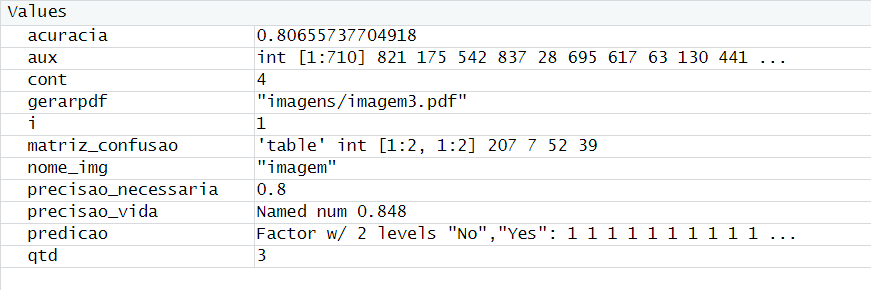 Values
acuracia 0.80655737704918
aux int [1:710] 821 175 542 837 28 695 617 63 130 441 ...
cont 4
gerarpdf "imagens/imagem3.pdf"
i 1
matriz_confusao 'table' int [1:2, 1:2] 207 7 52 39
nome_img "imagem"
precisao_necessaria 0.8
precisao_vida Named num 0.848
predicao Factor w/ 2 levels "No","Yes": 1 1 1 1 1 1 1 1 1 1 ...
qtd 3